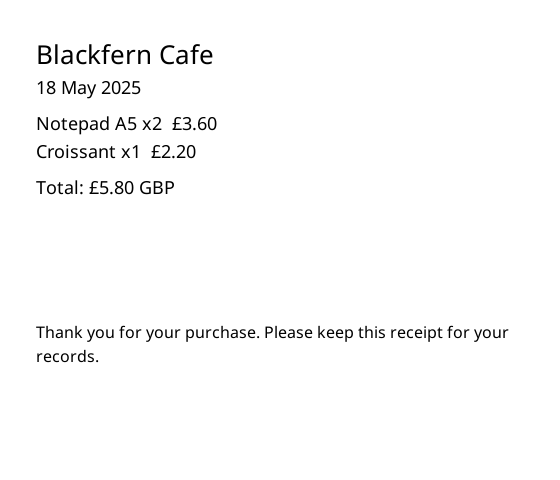 Blackfern Cafe
18 May 2025
Notepad A5 x2  £3.60
Croissant x1  £2.20
Total: £5.80 GBP
Thank you for your purchase. Please keep this receipt for your
records.